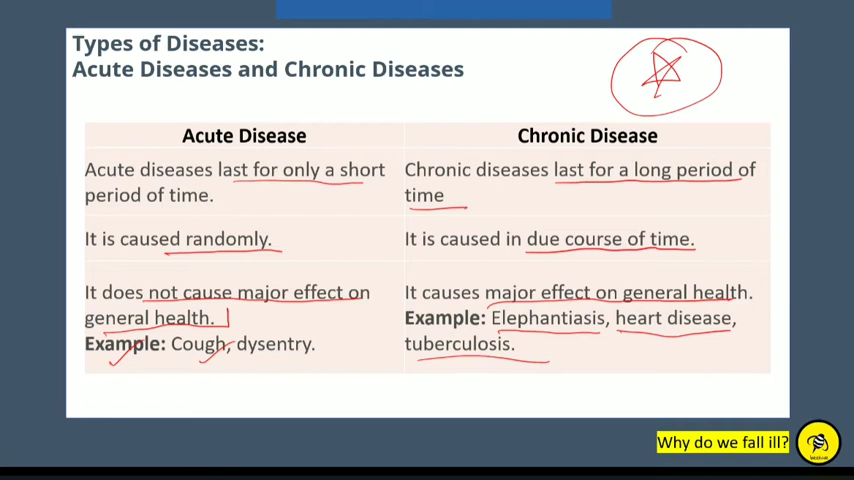 Types of Diseases:
Acute Diseases and Chronic Diseases
Acute Disease
Chronic Disease
Acute diseases last for only a short
period of time.
Chronic diseases last for a long period of
time
It is caused randomly.
It is caused in due course of time.
It does not cause major effect on
general health.
Example: Cough, dysentry.
It causes major effect on general health.
Example: Elephantiasis, heart disease,
tuberculosis.
Why do we fall ill?